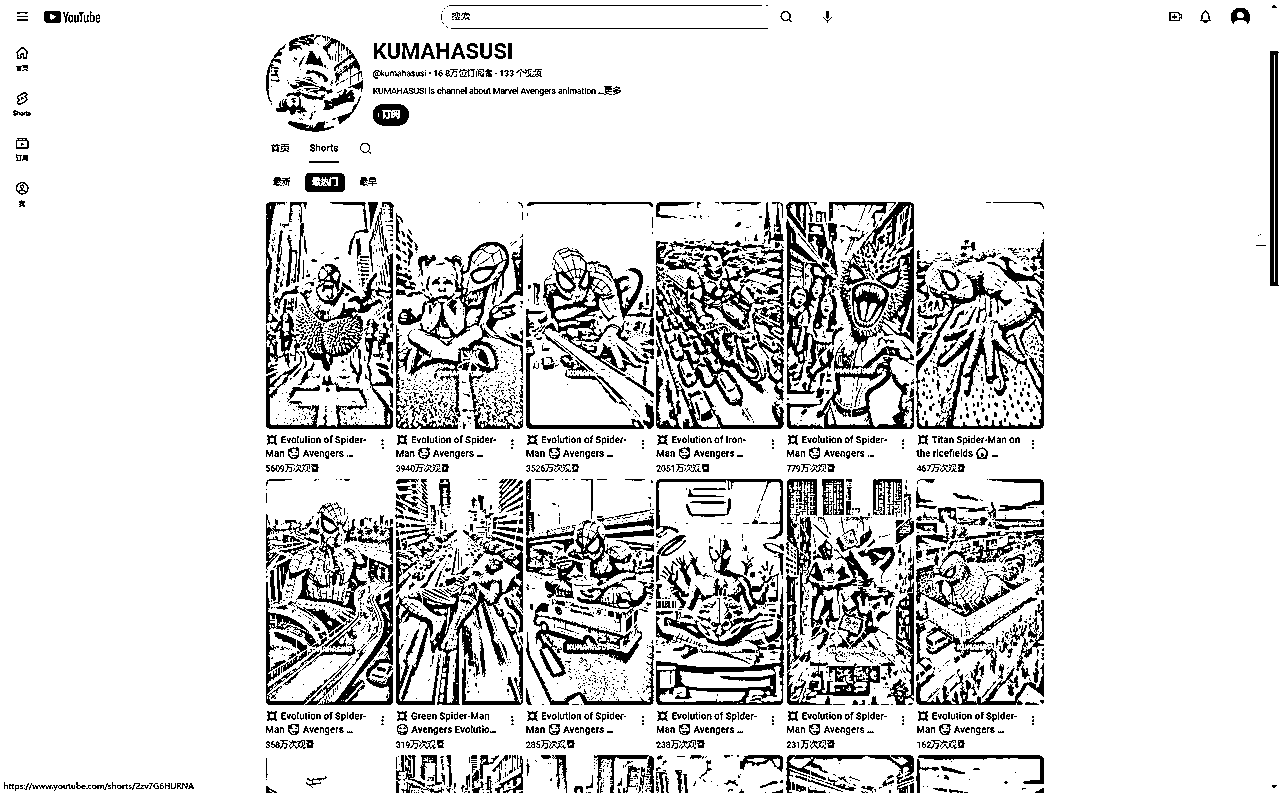 YouTube
搜索
首页
Shorts
订阅
我
KUMAHASUSI
@kumahasusi • 16.8万位订阅者 • 133 个视频
KUMAHASUSI is channel about Marvel Avengers animation ...更多
订阅
首页
Shorts
最新
最热门
最早
Evolution of Spider-
Man Avengers ...
5609万次观看
Evolution of Spider-
Man Avengers ...
3940万次观看
Evolution of Spider-
Man Avengers ...
3526万次观看
Evolution of Iron-
Man Avengers ...
2051万次观看
Evolution of Spider-
Man Avengers ...
779万次观看
Titan Spider-Man on
the ricefields ...
467万次观看
KUMAHASUSI
Evolution of Spider-
Man Avengers ...
358万次观看
Green Spider-Man
Avengers Evolutio...
319万次观看
Evolution of Spider-
Man Avengers ...
285万次观看
Evolution of Spider-
Man Avengers ...
238万次观看
Evolution of Spider-
Man Avengers ...
231万次观看
Evolution of Spider-
Man Avengers ...
162万次观看
https://www.youtube.com/shorts/2zv7G6HURNA